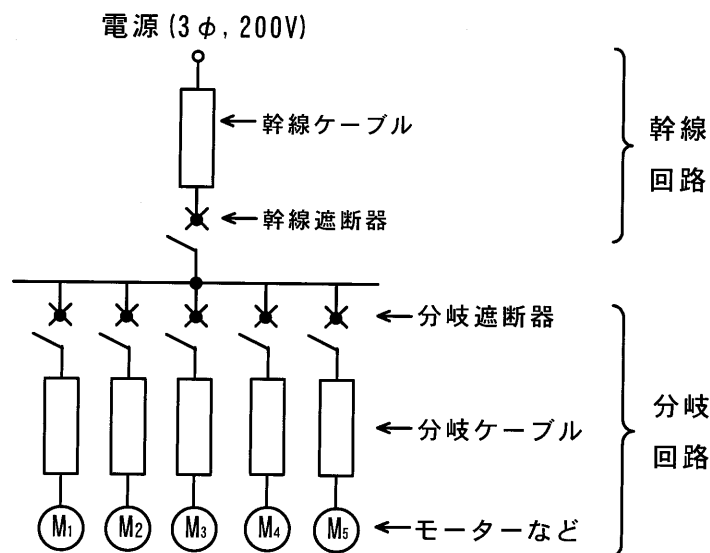 電源(3φ, 200V)
幹線ケーブル
幹線
回路
幹線遮断器
分岐遮断器
分岐ケーブル
分岐
回路
M1 M2 M3 M4 M5
モーターなど